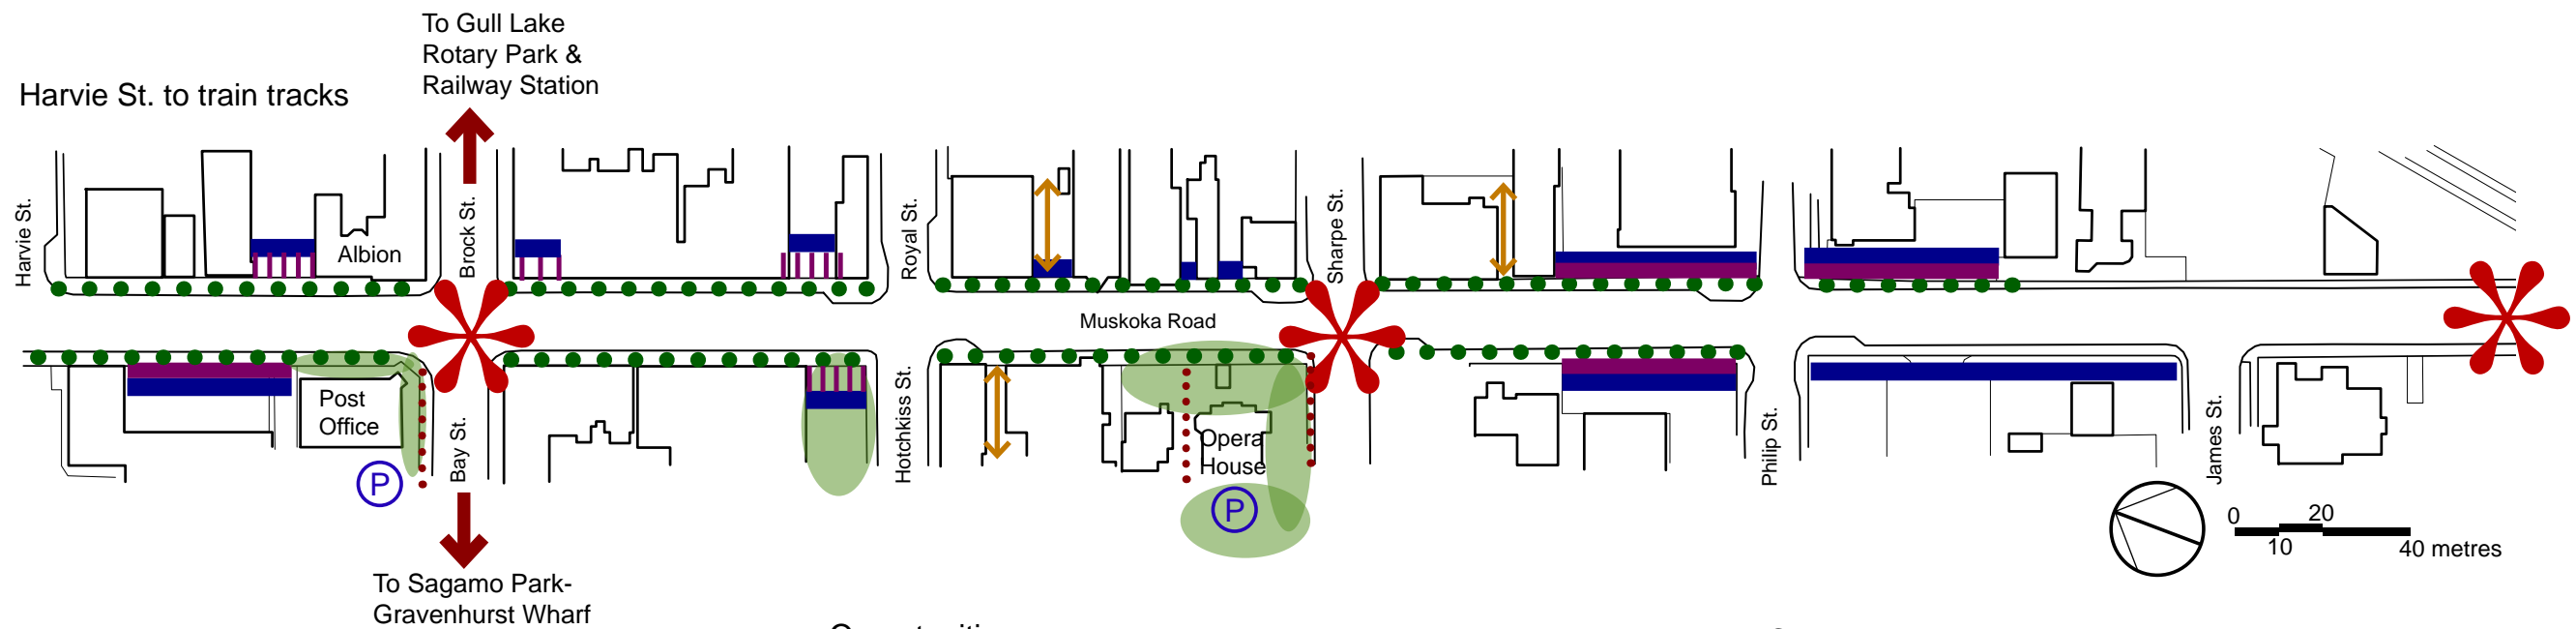 To Gull Lake
Rotary Park &
Railway Station
Harvie St. to train tracks
Harvie St.
Albion
Brock St.
Royal St.
Sharpe St.
Muskoka Road
Post
Office
P
Bay St.
Hotchkiss St.
Opera
House
P
Philip St.
James St.
0
20
10
40 metres
To Sagamo Park-
Gravenhurst Wharf